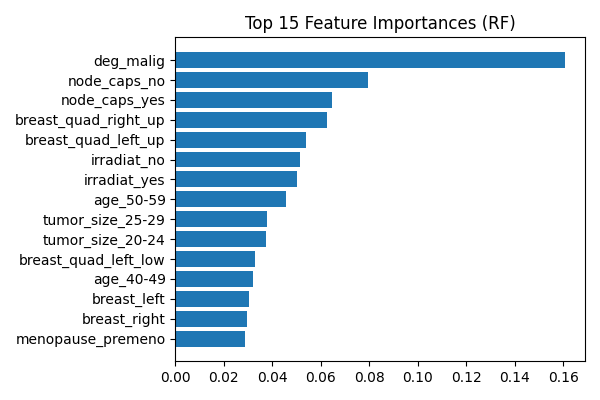 Top 15 Feature Importances (RF)
deg_malig
node_caps_no
node_caps_yes
breast_quad_right_up
breast_quad_left_up
irradiat_no
irradiat_yes
age_50-59
tumor_size_25-29
tumor_size_20-24
breast_quad_left_low
age_40-49
breast_left
breast_right
menopause_premeno
0.00 0.02 0.04 0.06 0.08 0.10 0.12 0.14 0.16